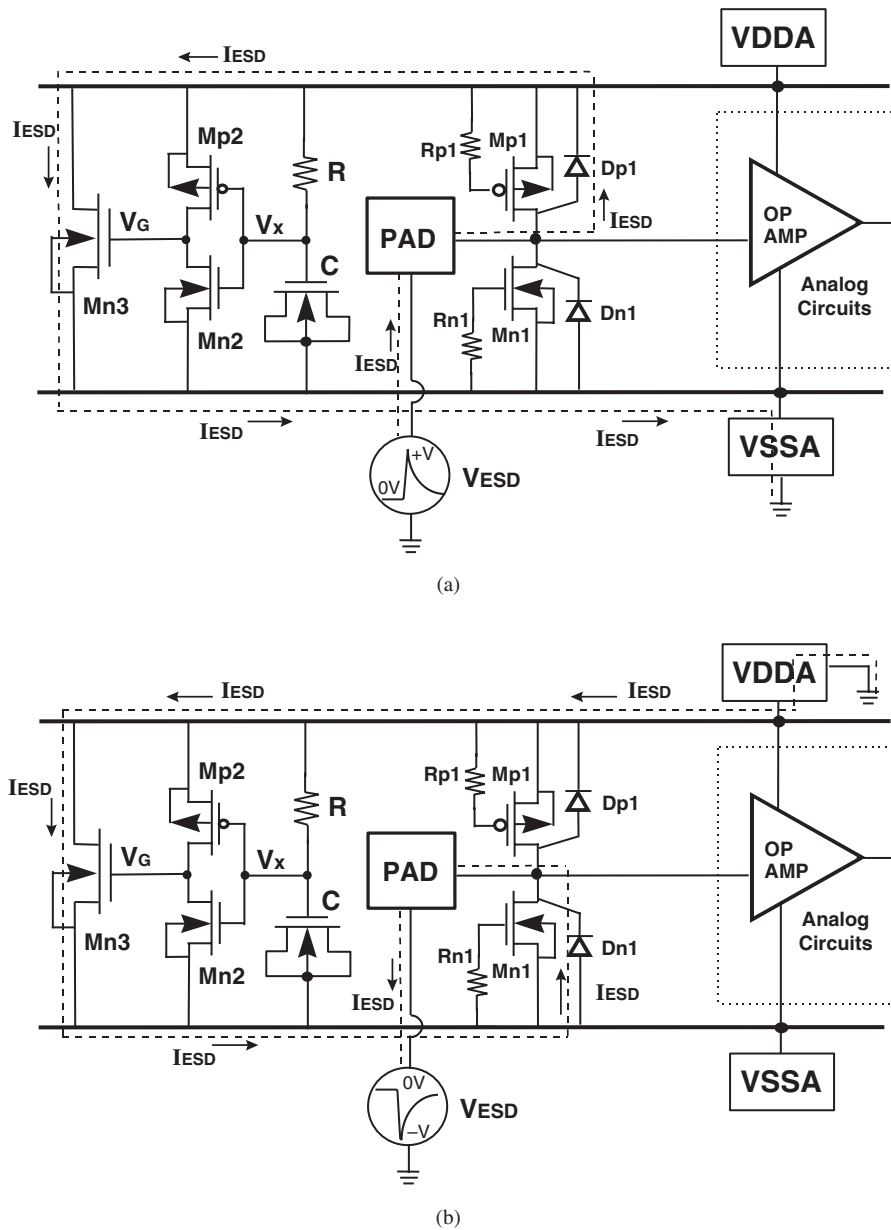 IESD
VDDA
IESD
Mp2
R
Rp1
Mp1
Dp1
IESD
VG
Vx
PAD
OP
AMP
C
Analog
Circuits
Mn3
Mn2
Rn1
Mn1
Dn1
IESD
IESD
IESD
VSSA
0V
+V
VESD
(a)
VDDA
IESD
IESD
IESD
Mp2
R
Rp1
Mp1
Dp1
VG
Vx
PAD
OP
AMP
C
Analog
Circuits
Mn3
Mn2
Rn1
Mn1
Dn1
IESD
IESD
IESD
VSSA
0V
–V
VESD
(b)